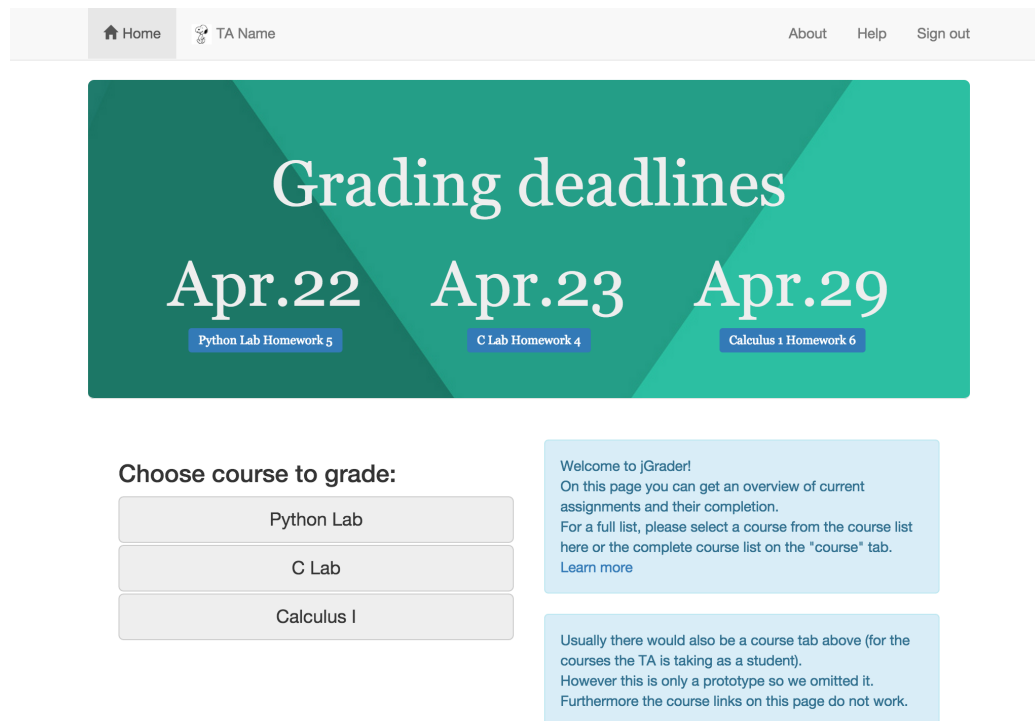 Home TA Name About Help Sign out
Grading deadlines
Apr.22 Apr.23 Apr.29
Python Lab Homework 5 C Lab Homework 4 Calculus 1 Homework 6
Choose course to grade:
Python Lab
C Lab
Calculus I
Welcome to jGrader!
On this page you can get an overview of current
assignments and their completion.
For a full list, please select a course from the course list
here or the complete course list on the "course" tab.
Learn more
Usually there would also be a course tab above (for the
courses the TA is taking as a student).
However this is only a prototype so we omitted it.
Furthermore the course links on this page do not work.